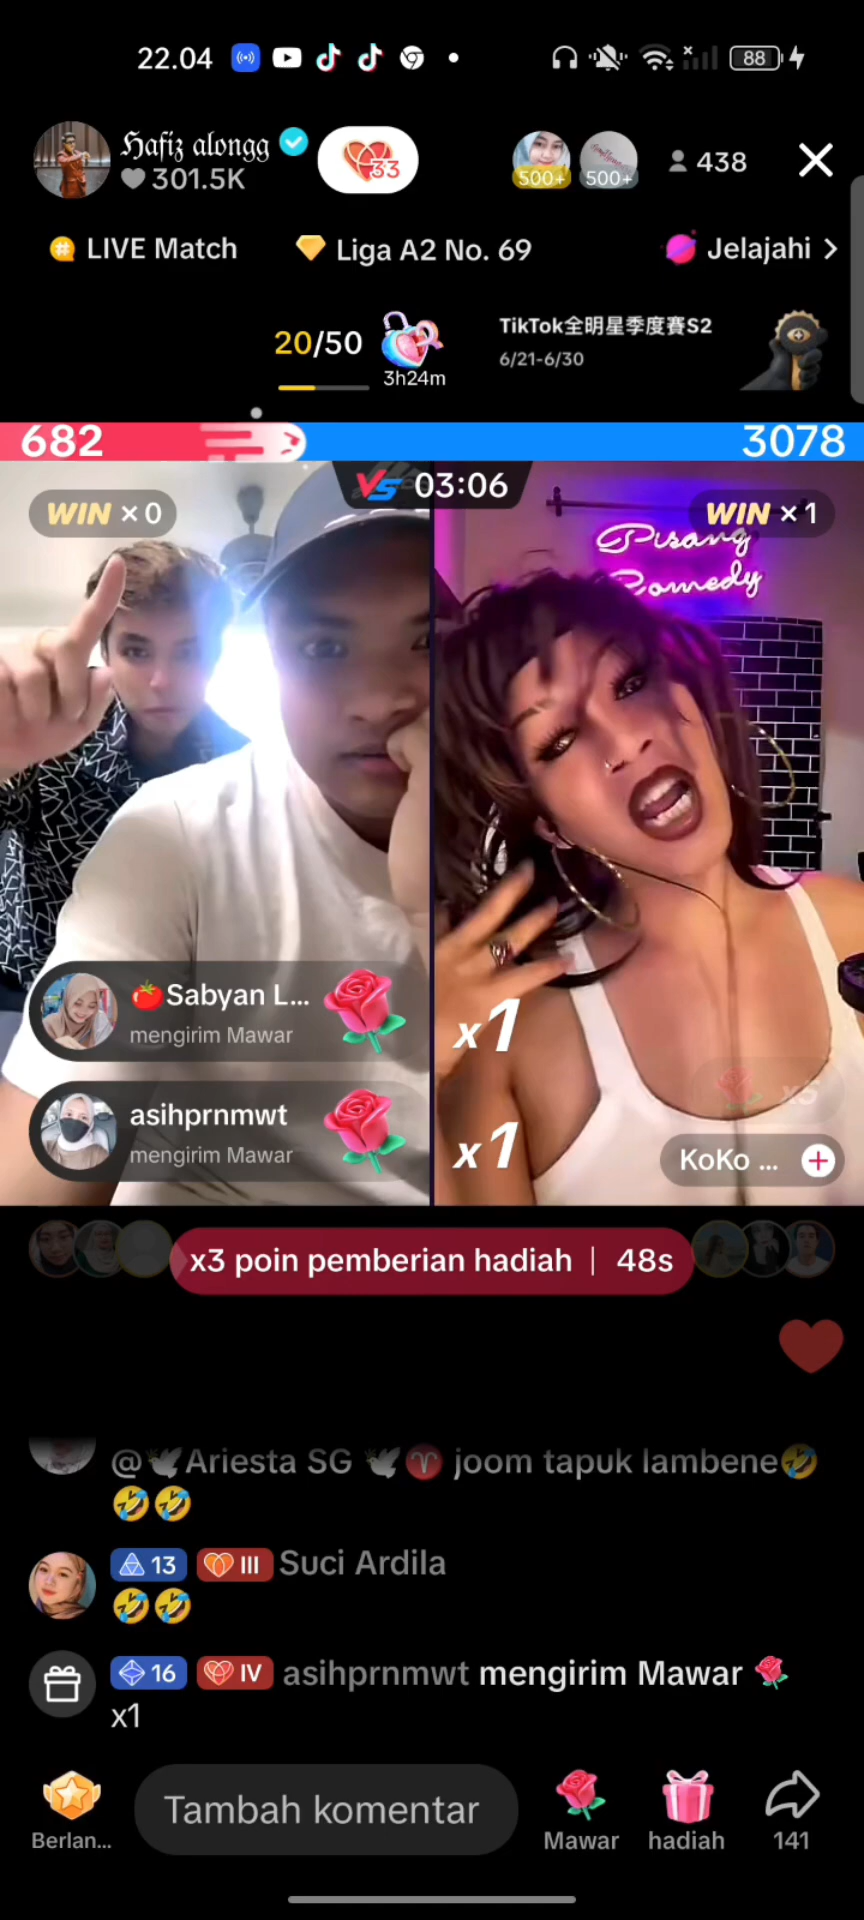 22.04
88
Hafiz alongg
301.5K
33
500+
500+
438
LIVE Match
Liga A2 No. 69
Jelajahi >
20/50
3h24m
TikTok全明星季度賽S2
6/21-6/30
682
3078
WIN × 0
VS 03:06
WIN × 1
Pisang
Comedy
🍅Sabyan L...
mengirim Mawar
x1
x5
asihprnmwt
mengirim Mawar
x1
KoKo ...
x3 poin pemberian hadiah | 48s
@🕊Ariesta SG 🕊♈ joom tapuk lambene🤣
🤣🤣
13 III Suci Ardila
🤣🤣
16 IV asihprnmwt mengirim Mawar 🌹
x1
Berlan...
Tambah komentar
Mawar
hadiah
141